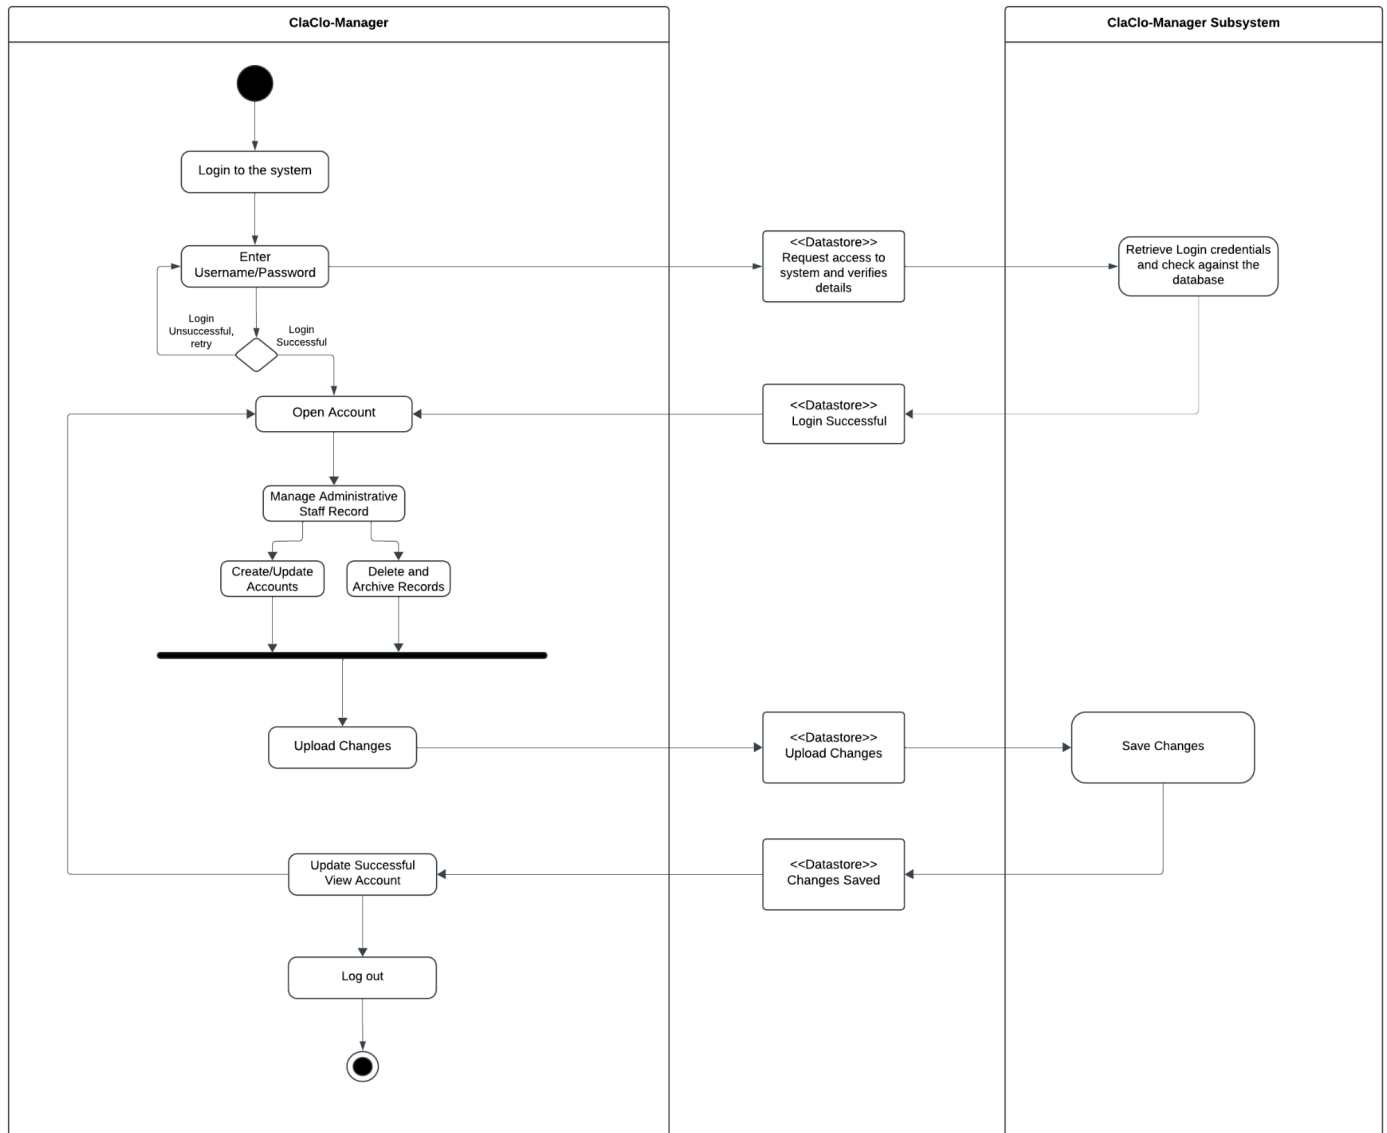 ClaClo-Manager
ClaClo-Manager Subsystem
Login to the system
Enter
Username/Password
<<Datastore>>
Request access to
system and verifies
details
Retrieve Login credentials
and check against the
database
Login
Unsuccessful,
retry
Login
Successful
Open Account
<<Datastore>>
Login Successful
Manage Administrative
Staff Record
Create/Update
Accounts
Delete and
Archive Records
Upload Changes
<<Datastore>>
Upload Changes
Save Changes
Update Successful
View Account
<<Datastore>>
Changes Saved
Log out